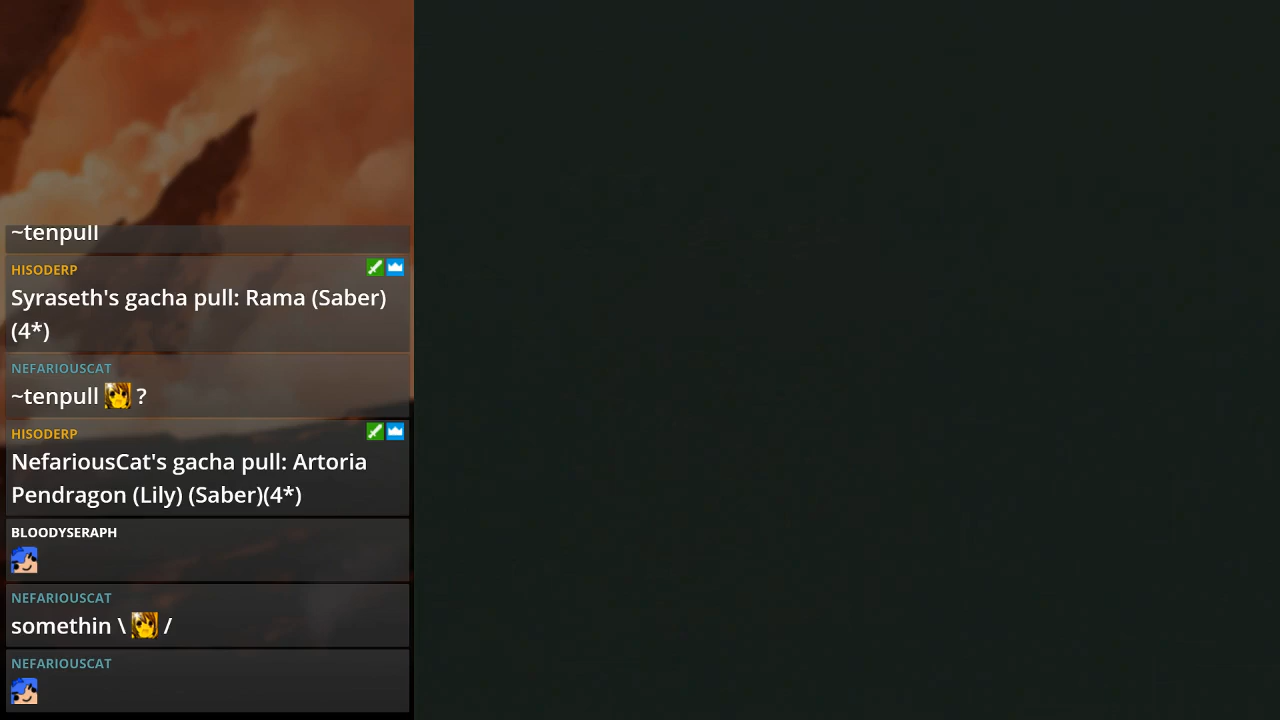 ~tenpull
HISODERP
Syraseth's gacha pull: Rama (Saber)
(4*)
NEFARIOUSCAT
~tenpull ?
HISODERP
NefariousCat's gacha pull: Artoria
Pendragon (Lily) (Saber)(4*)
BLOODYSERAPH
NEFARIOUSCAT
somethin \ /
NEFARIOUSCAT